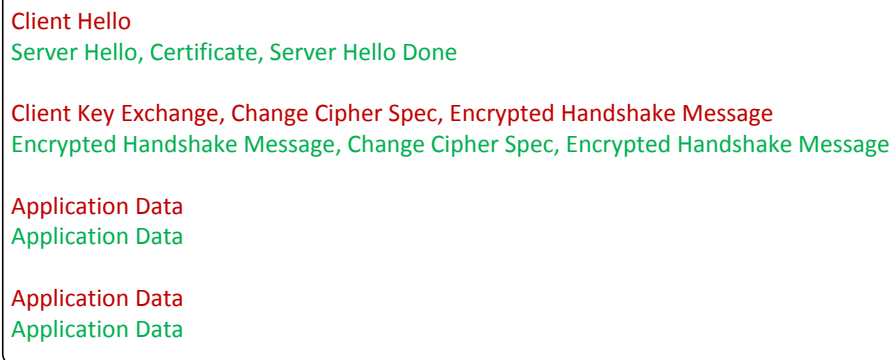 Client Hello
Server Hello, Certificate, Server Hello Done
Client Key Exchange, Change Cipher Spec, Encrypted Handshake Message
Encrypted Handshake Message, Change Cipher Spec, Encrypted Handshake Message
Application Data
Application Data
Application Data
Application Data